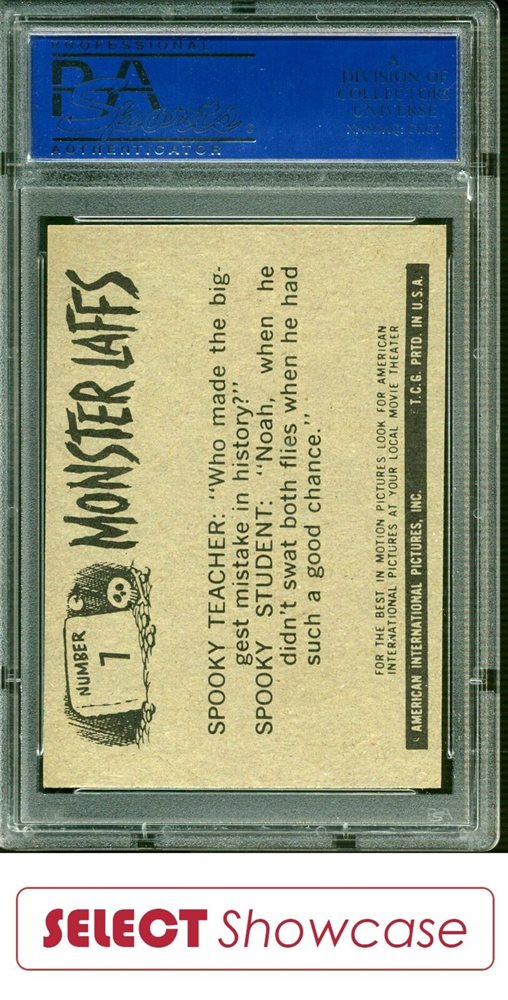 PROFESSIONAL
PSA
AUTHENTICATOR
A
DIVISION OF
COLLECTORS
UNIVERSE
NUMBER
7
MONSTER LAFFS
SPOOKY TEACHER: "Who made the big-
gest mistake in history?"
SPOOKY STUDENT: "Noah, when he
didn't swat both flies when he had
such a good chance."
FOR THE BEST IN MOTION PICTURES LOOK FOR AMERICAN
INTERNATIONAL PICTURES AT YOUR LOCAL MOVIE THEATER
© AMERICAN INTERNATIONAL PICTURES, INC. © T.C.G. PRTD. IN U.S.A.
SELECT Showcase